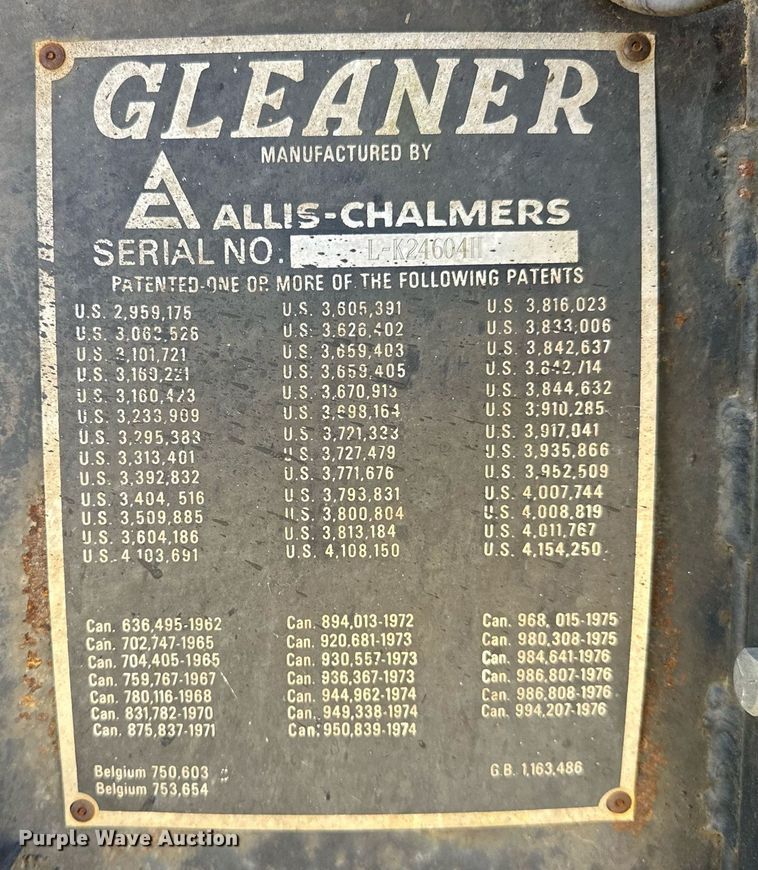 GLEANER
MANUFACTURED BY
ALLIS-CHALMERS
SERIAL NO: L-K24604H
PATENTED-ONE OR MORE OF THE FOLLOWING PATENTS
U.S. 2,959,175
U.S. 3,063,526
U.S. 3,101,721
U.S. 3,169,221
U.S. 3,160,423
U.S. 3,233,909
U.S. 3,295,383
U.S. 3,313,401
U.S. 3,392,832
U.S. 3,404, 516
U.S. 3,509,885
U.S. 3,604,186
U.S. 4,103,691
U.S. 3,605,391
U.S. 3,626,402
U.S. 3,659,403
U.S. 3,659,405
U.S. 3,670,913
U.S. 3,698,164
U.S. 3,721,333
U.S. 3,727,479
U.S. 3,771,676
U.S. 3,793,831
U.S. 3,800,804
U.S. 3,813,184
U.S. 4,108,150
U.S. 3,816,023
U.S. 3,833,006
U.S. 3,842,637
U.S. 3,842,714
U.S. 3,844,632
U.S. 3,910,285
U.S. 3,917,041
U.S. 3,935,866
U.S. 3,952,509
U.S. 4,007,744
U.S. 4,008,819
U.S. 4,011,767
U.S. 4,154,250
Can. 636,495-1962
Can. 702,747-1965
Can. 704,405-1965
Can. 759,767-1967
Can. 780,116-1968
Can. 831,782-1970
Can. 875,837-1971
Can. 894,013-1972
Can. 920,681-1973
Can. 930,557-1973
Can. 936,367-1973
Can. 944,962-1974
Can. 949,338-1974
Can. 950,839-1974
Can. 968, 015-1975
Can. 980,308-1975
Can. 984,641-1976
Can. 986,807-1976
Can. 986,808-1976
Can. 994,207-1976
Belgium 750,603
Belgium 753,654
G.B. 1,163,486
Purple Wave Auction